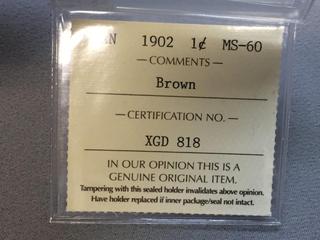 1902 1¢ MS-60
— COMMENTS —
Brown
— CERTIFICATION NO. —
XGD 818
IN OUR OPINION THIS IS A
GENUINE ORIGINAL ITEM.
Tampering with this sealed holder invalidates above opinion.
Have holder replaced if inner package/seal not intact.